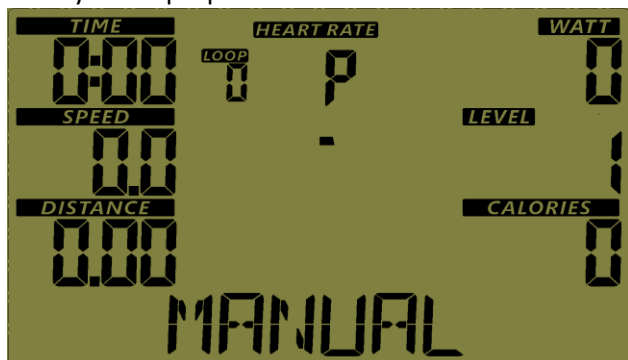 TIME HEART RATE WATT
0:00 LOOP 0 P 0
SPEED LEVEL
0.0 - 1
DISTANCE CALORIES
0.00 0
MANUAL